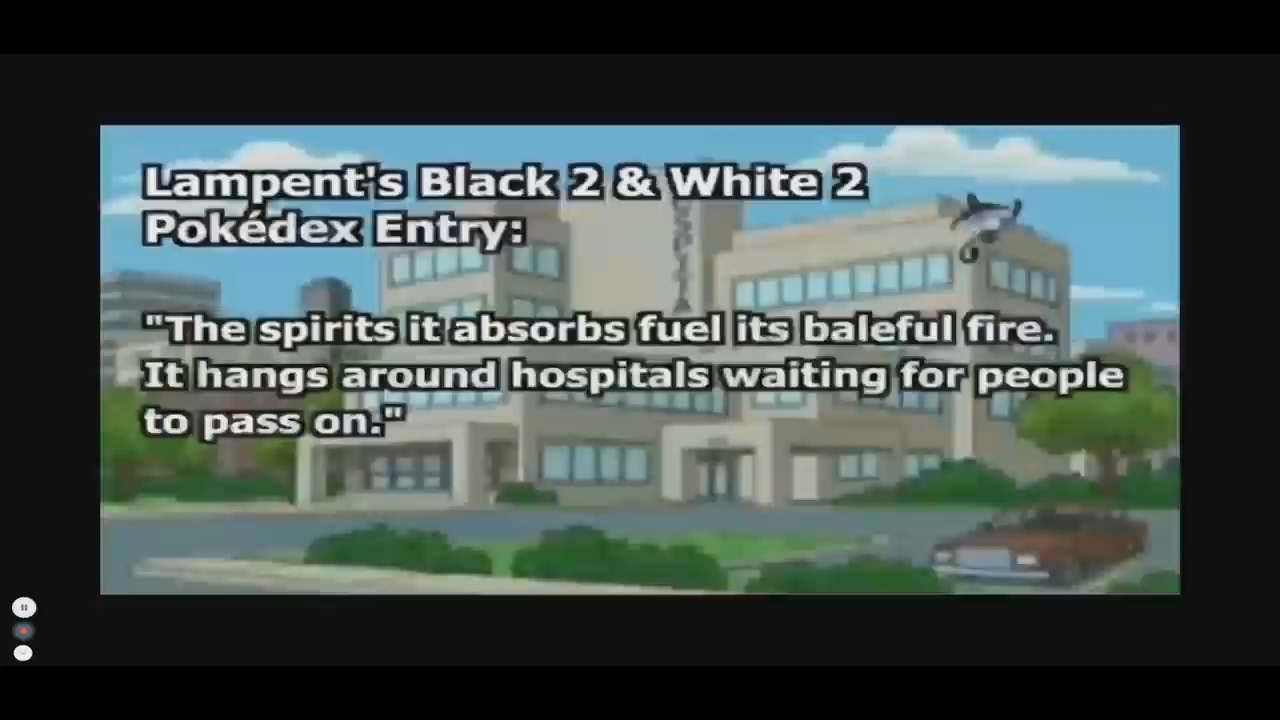 Lampent's Black 2 & White 2
Pokédex Entry:
"The spirits it absorbs fuel its baleful fire.
It hangs around hospitals waiting for people
to pass on."